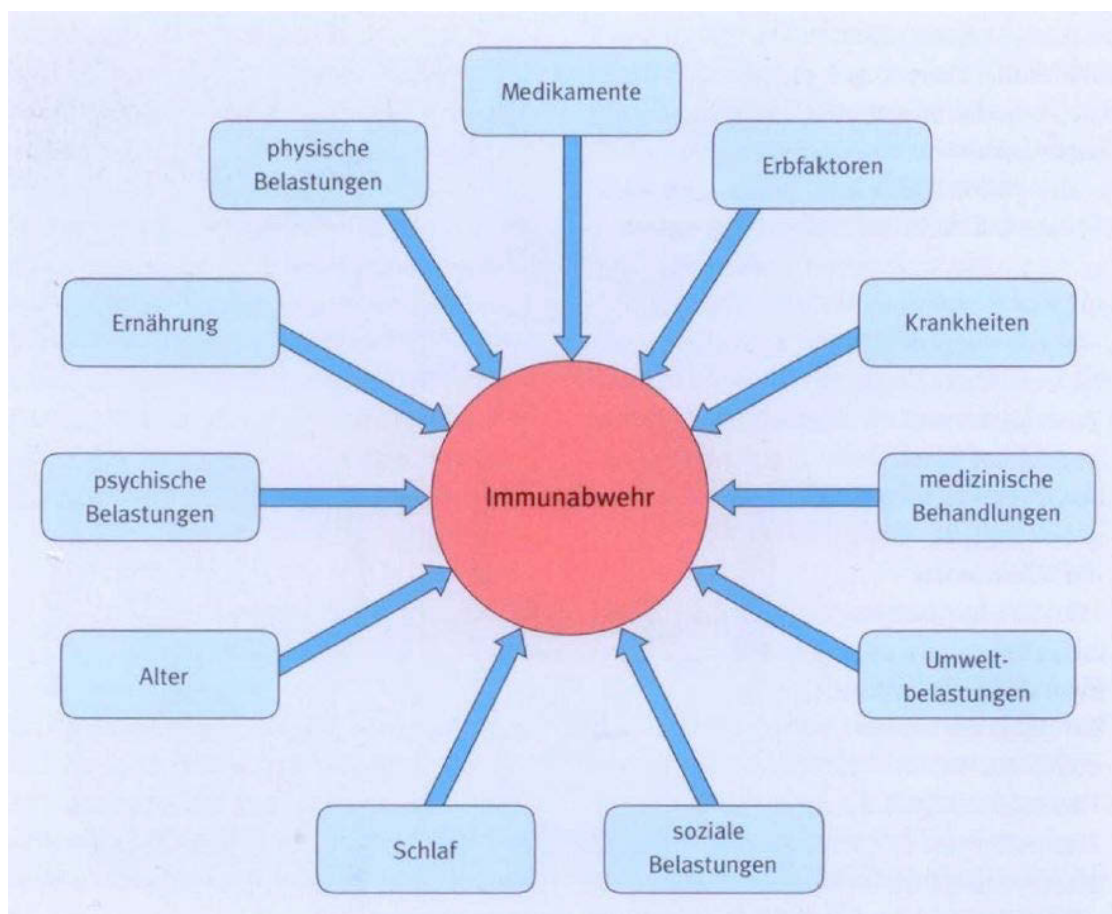 Medikamente
physische
Belastungen
Erbfaktoren
Ernährung
Krankheiten
psychische
Belastungen
Immunabwehr
medizinische
Behandlungen
Alter
Umwelt-
belastungen
Schlaf
soziale
Belastungen